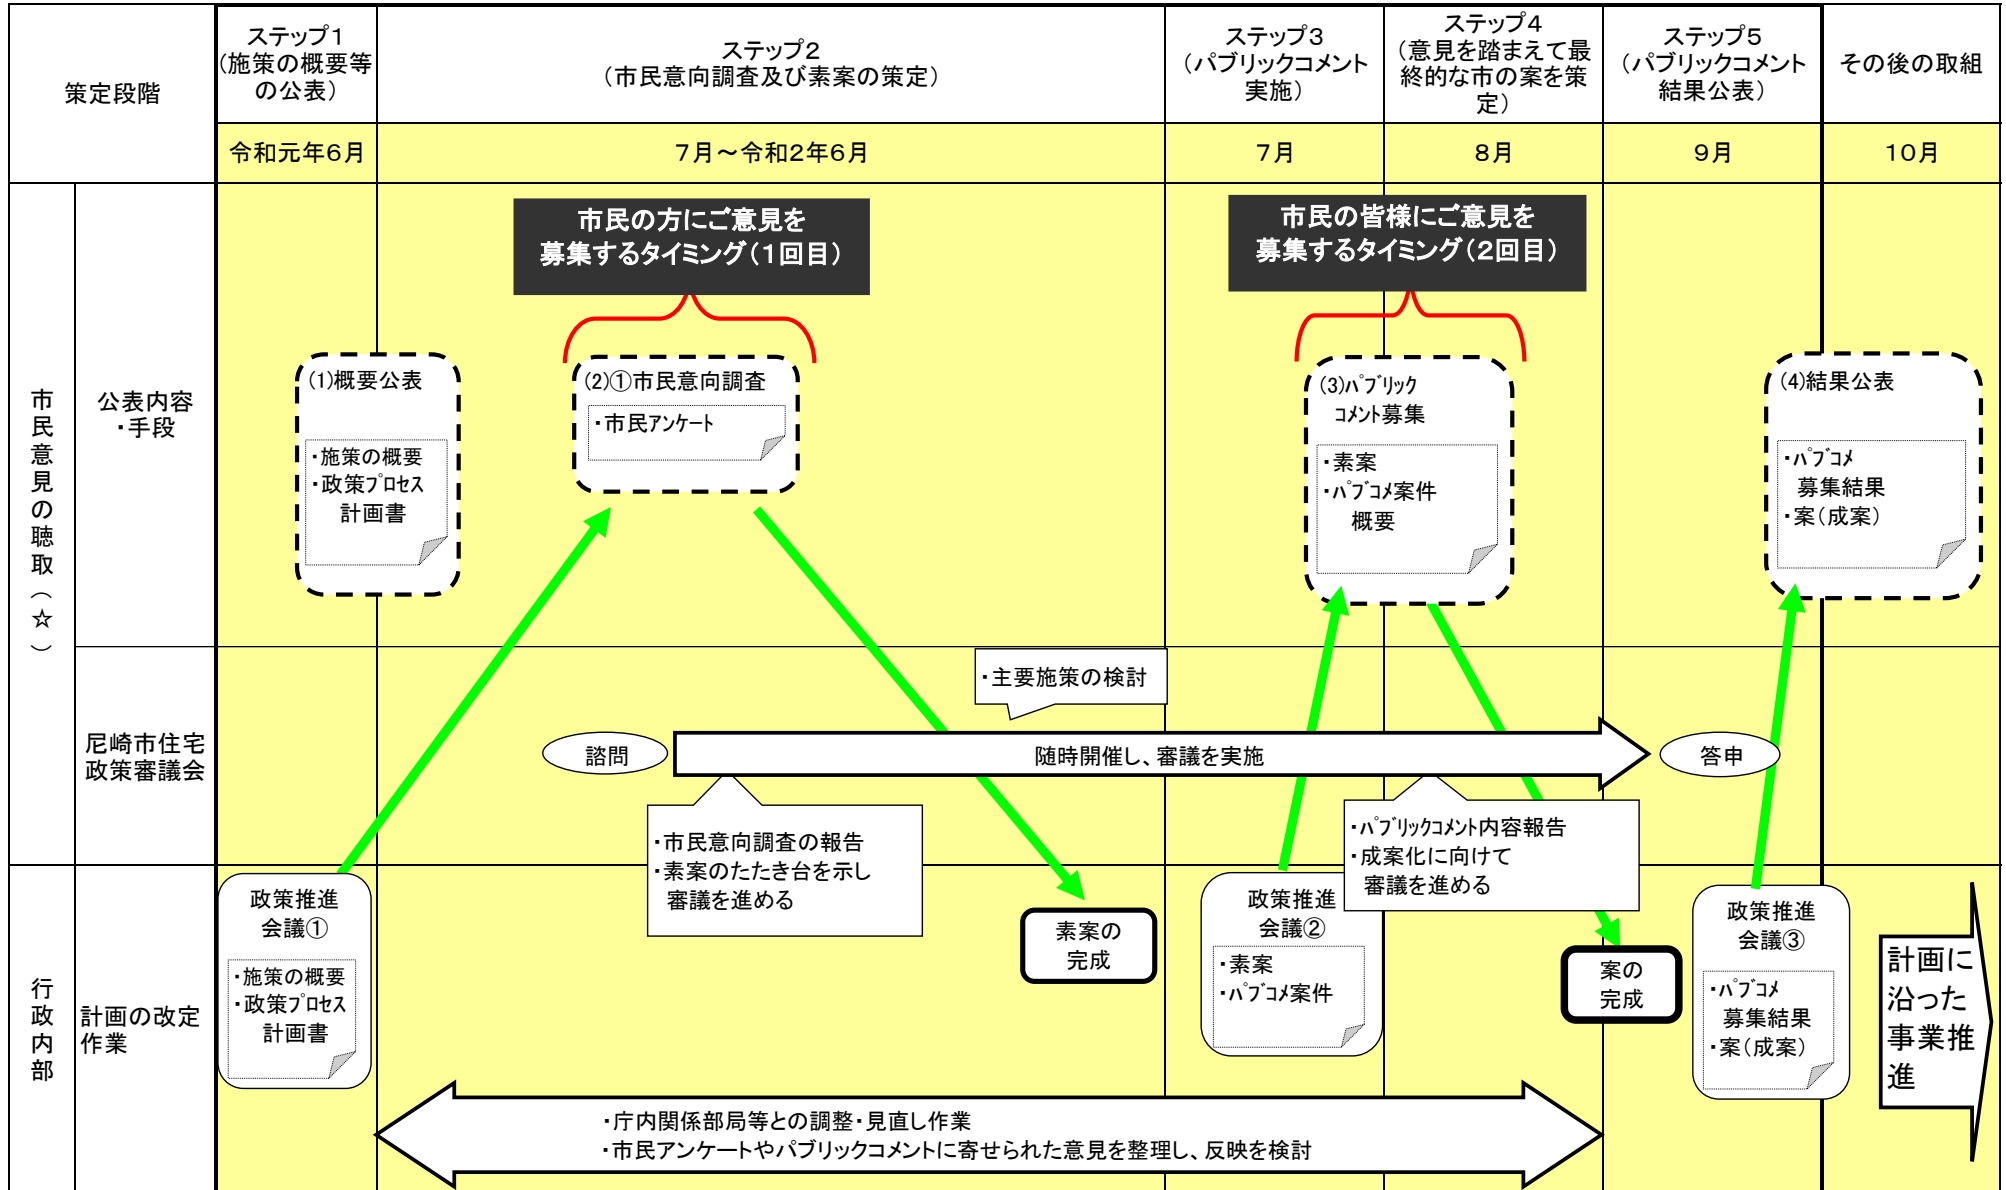 策定段階
ステップ1
(施策の概要等
の公表)
ステップ2
(市民意向調査及び素案の策定)
ステップ3
(パブリックコメント
実施)
ステップ4
(意見を踏まえて最
終的な市の案を策
定)
ステップ5
(パブリックコメント
結果公表)
その後の取組
令和元年6月
7月～令和2年6月
7月
8月
9月
10月
市民意見の聴取(☆)
公表内容
・手段
市民の方にご意見を
募集するタイミング(1回目)
市民の皆様にご意見を
募集するタイミング(2回目)
(1)概要公表
・施策の概要
・政策プロセス
計画書
(2)①市民意向調査
・市民アンケート
(3)パブリック
コメント募集
・素案
・パブコメ案件
概要
(4)結果公表
・パブコメ
募集結果
・案(成案)
尼崎市住宅
政策審議会
・主要施策の検討
諮問
随時開催し、審議を実施
答申
・市民意向調査の報告
・素案のたたき台を示し
審議を進める
・パブリックコメント内容報告
・成案化に向けて
審議を進める
行政内部
計画の改定
作業
政策推進
会議①
・施策の概要
・政策プロセス
計画書
素案の
完成
政策推進
会議②
・素案
・パブコメ案件
案の
完成
政策推進
会議③
・パブコメ
募集結果
・案(成案)
計画に
沿った
事業推
進
・庁内関係部局等との調整・見直し作業
・市民アンケートやパブリックコメントに寄せられた意見を整理し、反映を検討